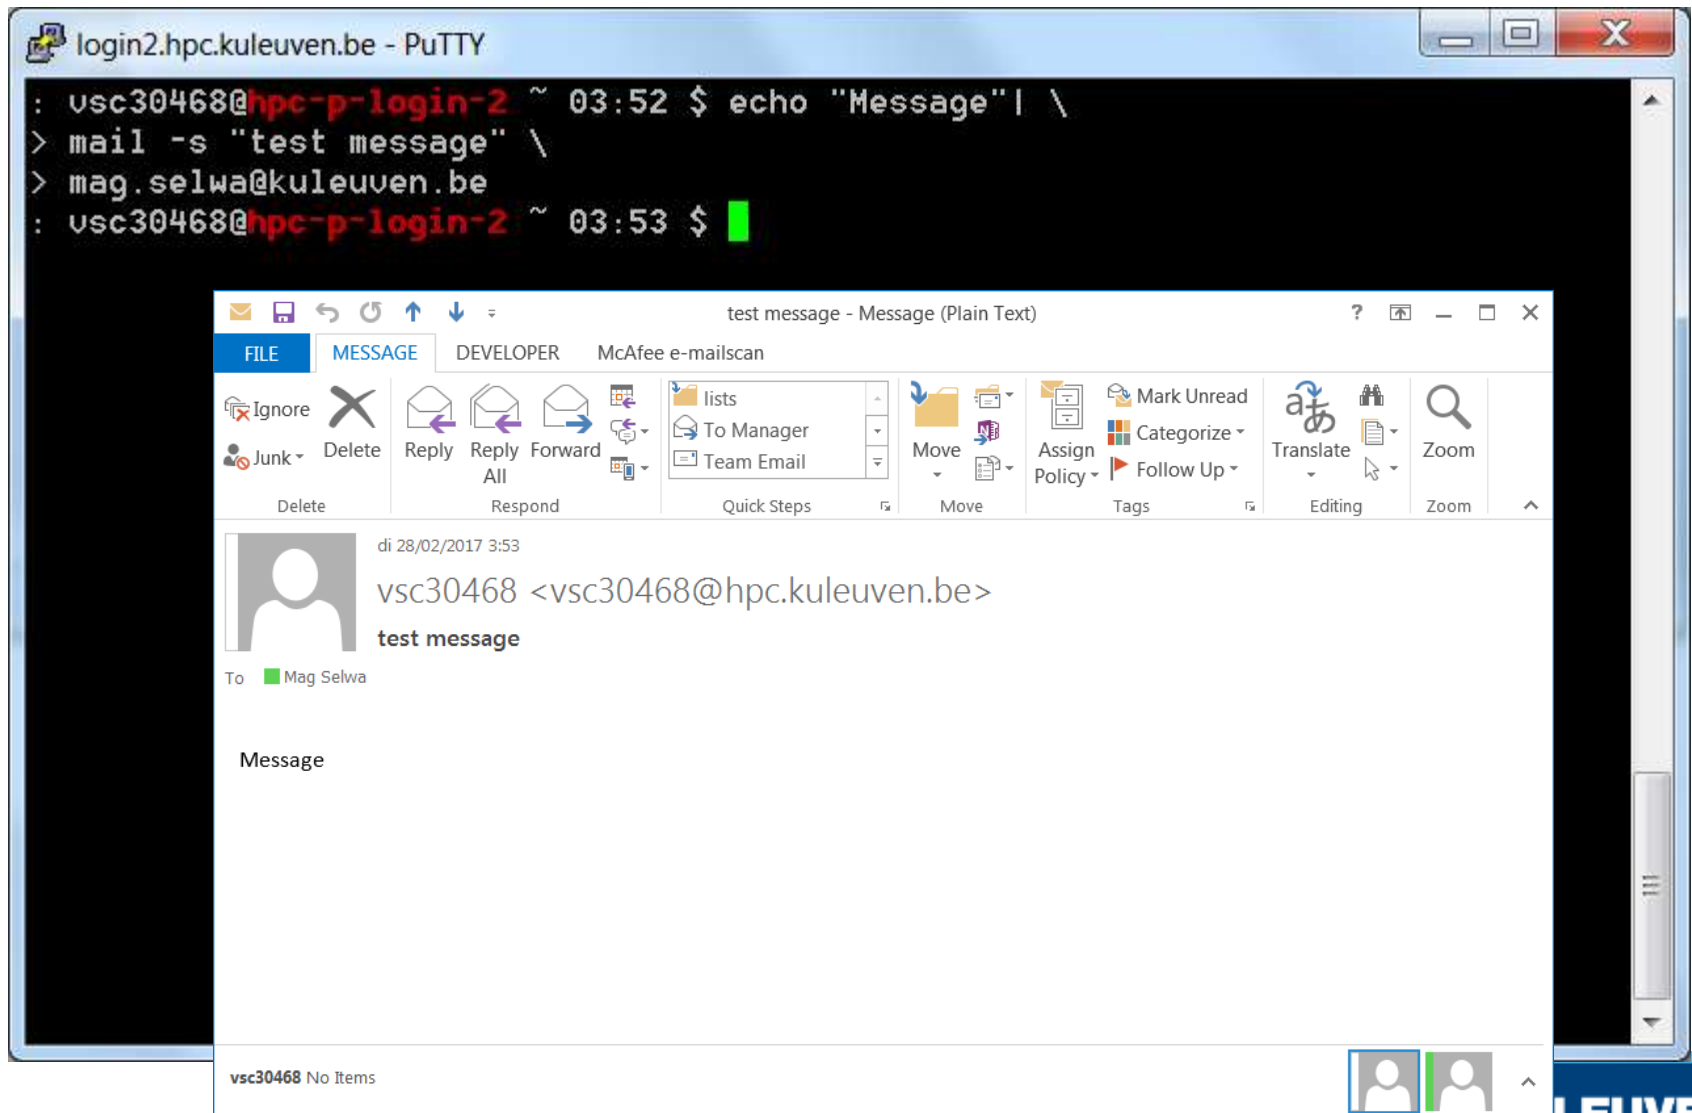 login2.hpc.kuleuven.be - PuTTY
: vsc30468@hpc-p-login-2 ~ 03:52 $ echo "Message"| \
> mail -s "test message" \
> mag.selwa@kuleuven.be
: vsc30468@hpc-p-login-2 ~ 03:53 $
test message - Message (Plain Text)
FILE MESSAGE DEVELOPER McAfee e-mailscan
Ignore
Junk
Delete
Reply
Reply All
Forward
lists
To Manager
Team Email
Move
Assign Policy
Mark Unread
Categorize
Follow Up
Translate
Zoom
Delete Respond Quick Steps Move Tags Editing Zoom
di 28/02/2017 3:53
vsc30468 <vsc30468@hpc.kuleuven.be>
test message
To Mag Selwa
Message
vsc30468 No Items